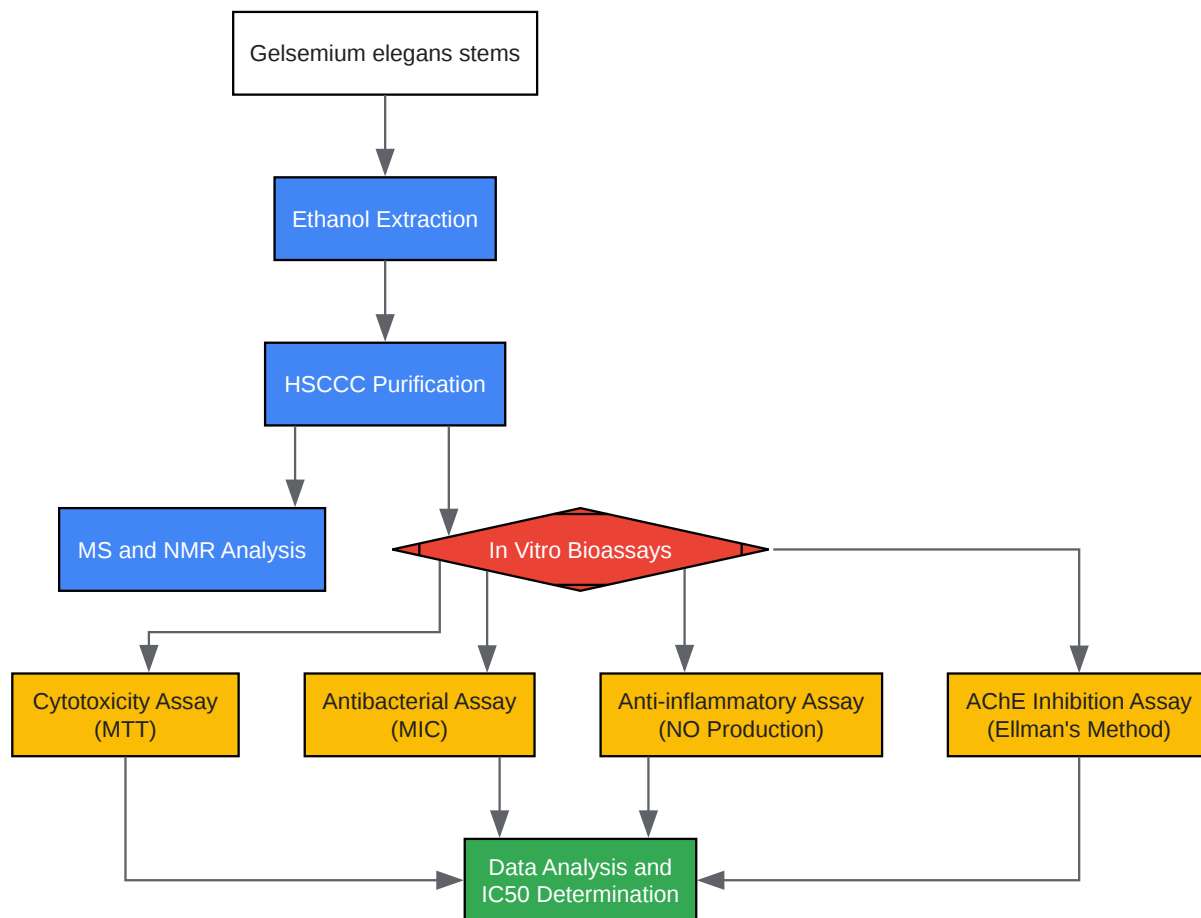 Gelsemium elegans stems
Ethanol Extraction
HSCCC Purification
MS and NMR Analysis
In Vitro Bioassays
Cytotoxicity Assay
(MTT)
Antibacterial Assay
(MIC)
Anti-inflammatory Assay
(NO Production)
AChE Inhibition Assay
(Ellman's Method)
Data Analysis and
IC50 Determination